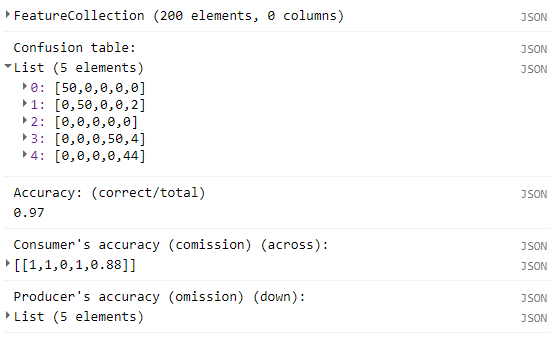 FeatureCollection (200 elements, 0 columns) JSON
Confusion table: JSON
List (5 elements) JSON
0: [50,0,0,0,0]
1: [0,50,0,0,2]
2: [0,0,0,0,0]
3: [0,0,0,50,4]
4: [0,0,0,0,44]
Accuracy: (correct/total) JSON
0.97
Consumer's accuracy (comission) (across): JSON
[[1,1,0,1,0.88]] JSON
Producer's accuracy (omission) (down): JSON
List (5 elements) JSON